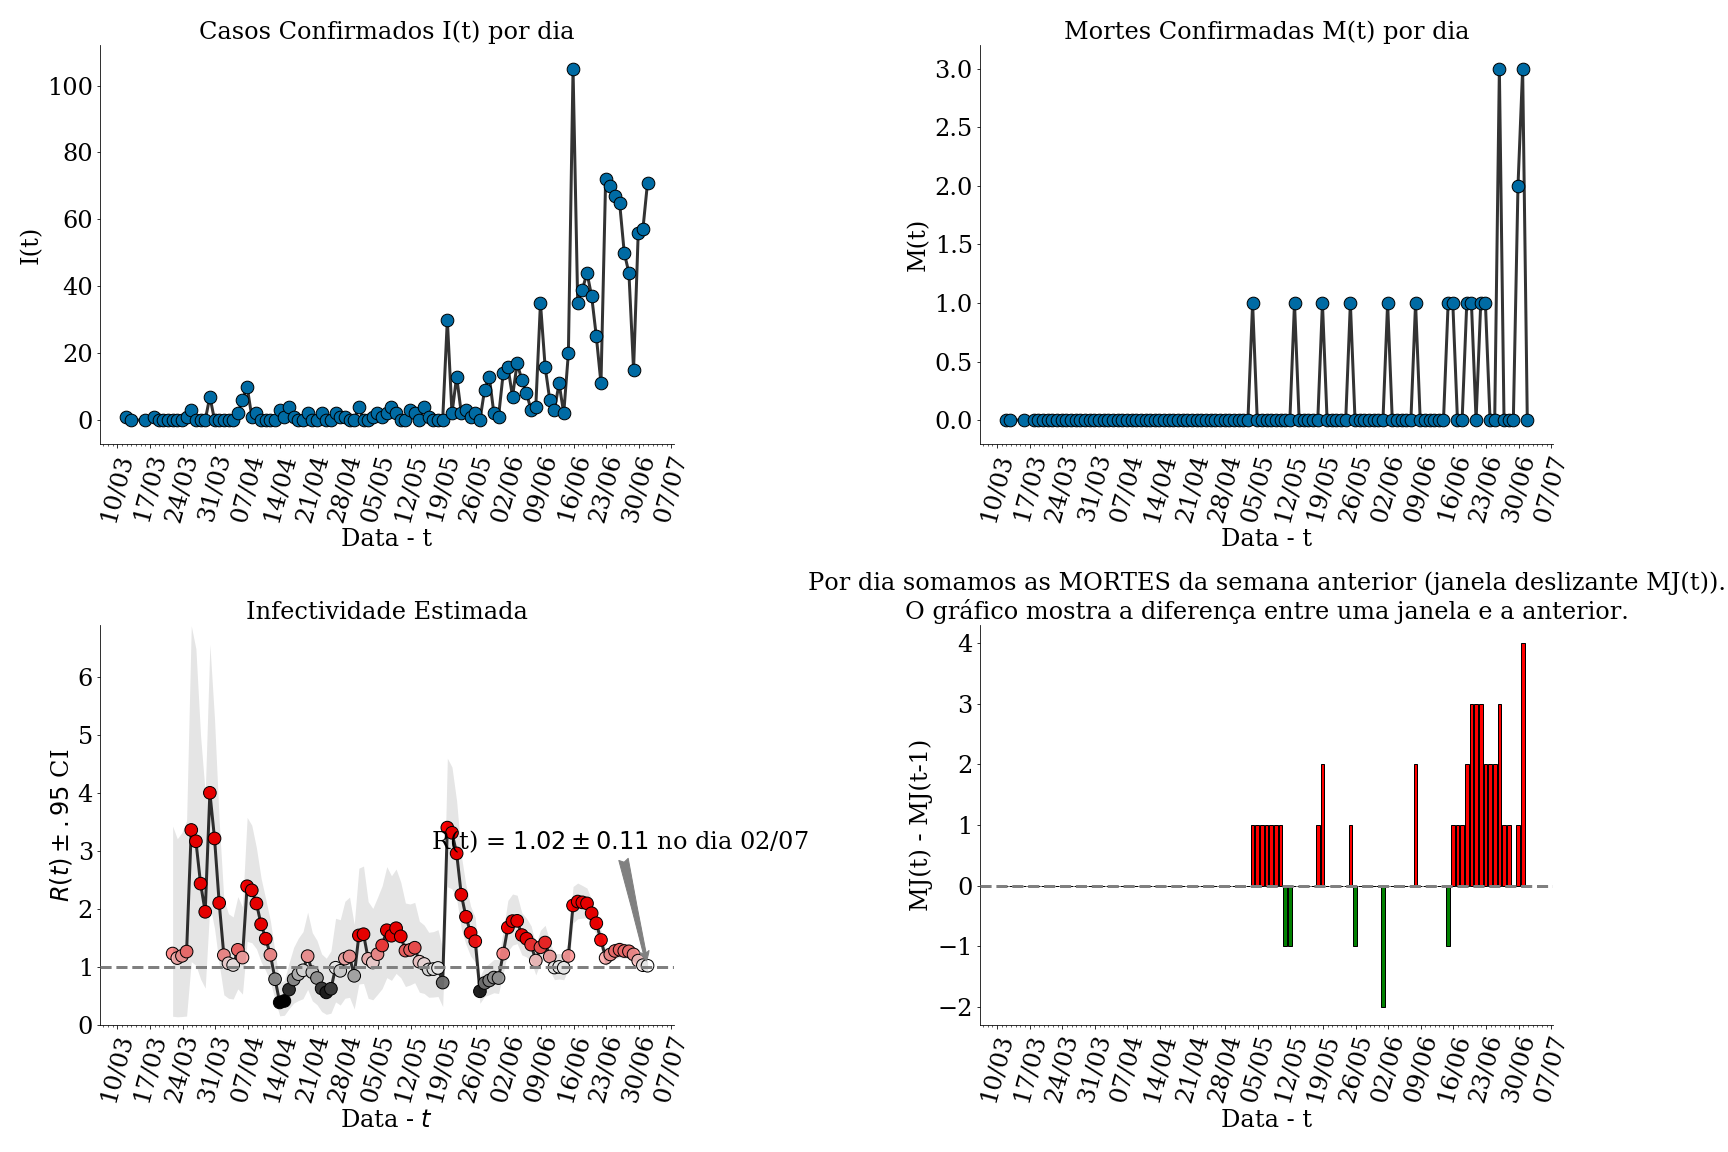 Casos Confirmados I(t) por dia
I(t)
100
80
60
40
20
0
10/03 17/03 24/03 31/03 07/04 14/04 21/04 28/04 05/05 12/05 19/05 26/05 02/06 09/06 16/06 23/06 30/06 07/07
Data - t
Mortes Confirmadas M(t) por dia
M(t)
3.0
2.5
2.0
1.5
1.0
0.5
0.0
10/03 17/03 24/03 31/03 07/04 14/04 21/04 28/04 05/05 12/05 19/05 26/05 02/06 09/06 16/06 23/06 30/06 07/07
Data - t
Infectividade Estimada
R(t) ± .95 CI
6
5
4
3
2
1
0
R(t) = 1.02 ± 0.11 no dia 02/07
10/03 17/03 24/03 31/03 07/04 14/04 21/04 28/04 05/05 12/05 19/05 26/05 02/06 09/06 16/06 23/06 30/06 07/07
Data - t
Por dia somamos as MORTES da semana anterior (janela deslizante MJ(t)).
O gráfico mostra a diferença entre uma janela e a anterior.
MJ(t) - MJ(t-1)
4
3
2
1
0
−1
−2
10/03 17/03 24/03 31/03 07/04 14/04 21/04 28/04 05/05 12/05 19/05 26/05 02/06 09/06 16/06 23/06 30/06 07/07
Data - t